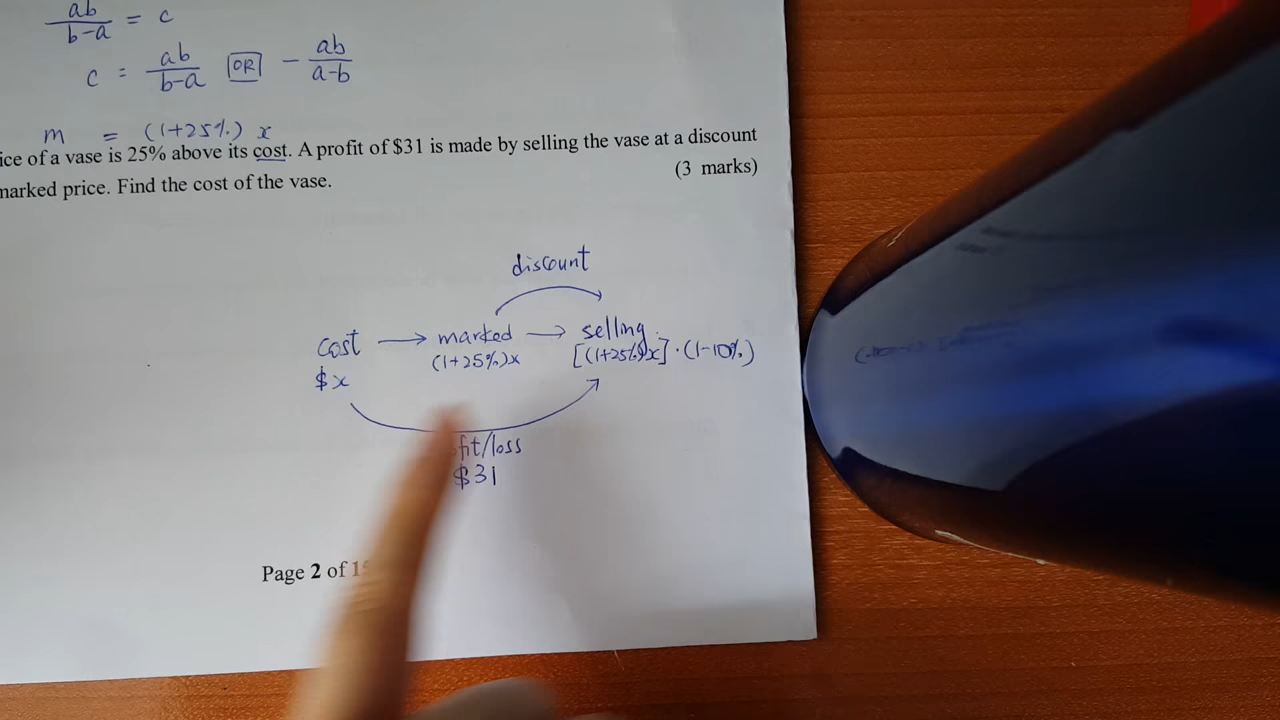 ab/b-a = c
c = ab/b-a OR - ab/a-b
m = (1+25%) x
ice of a vase is 25% above its cost. A profit of $31 is made by selling the vase at a discount
marked price. Find the cost of the vase.
(3 marks)
discount
cost → marked → selling
$x (1+25%)x [(1+25%)x]·(1-10%)
fit/loss
$31
Page 2 of 1